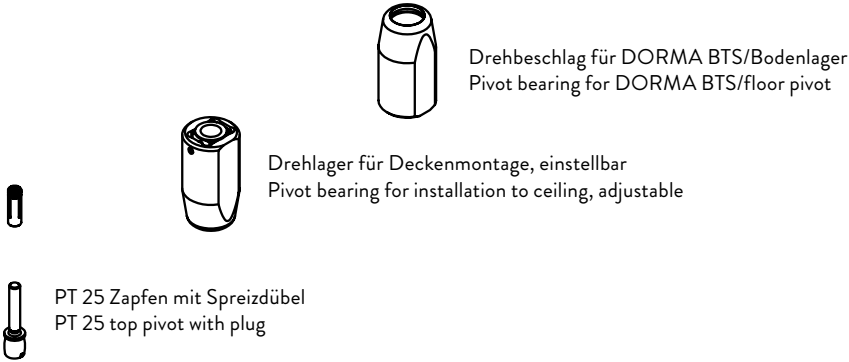 Drehbeschlag für DORMA BTS/Bodenlager
Pivot bearing for DORMA BTS/floor pivot
Drehlager für Deckenmontage, einstellbar
Pivot bearing for installation to ceiling, adjustable
PT 25 Zapfen mit Spreizdübel
PT 25 top pivot with plug